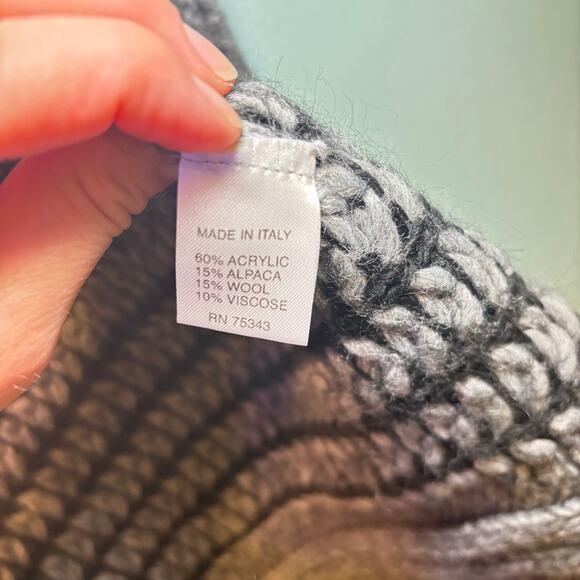 MADE IN ITALY
60% ACRYLIC
15% ALPACA
15% WOOL
10% VISCOSE
RN 75343